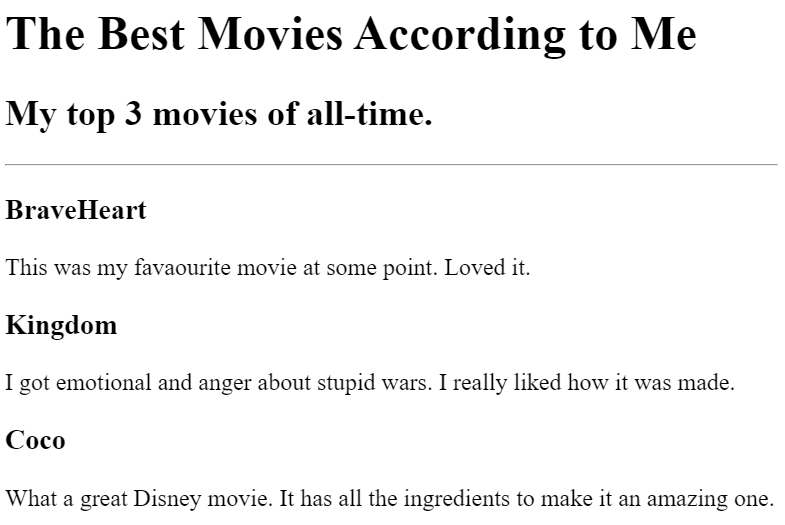 The Best Movies According to Me
My top 3 movies of all-time.
BraveHeart
This was my favaourite movie at some point. Loved it.
Kingdom
I got emotional and anger about stupid wars. I really liked how it was made.
Coco
What a great Disney movie. It has all the ingredients to make it an amazing one.